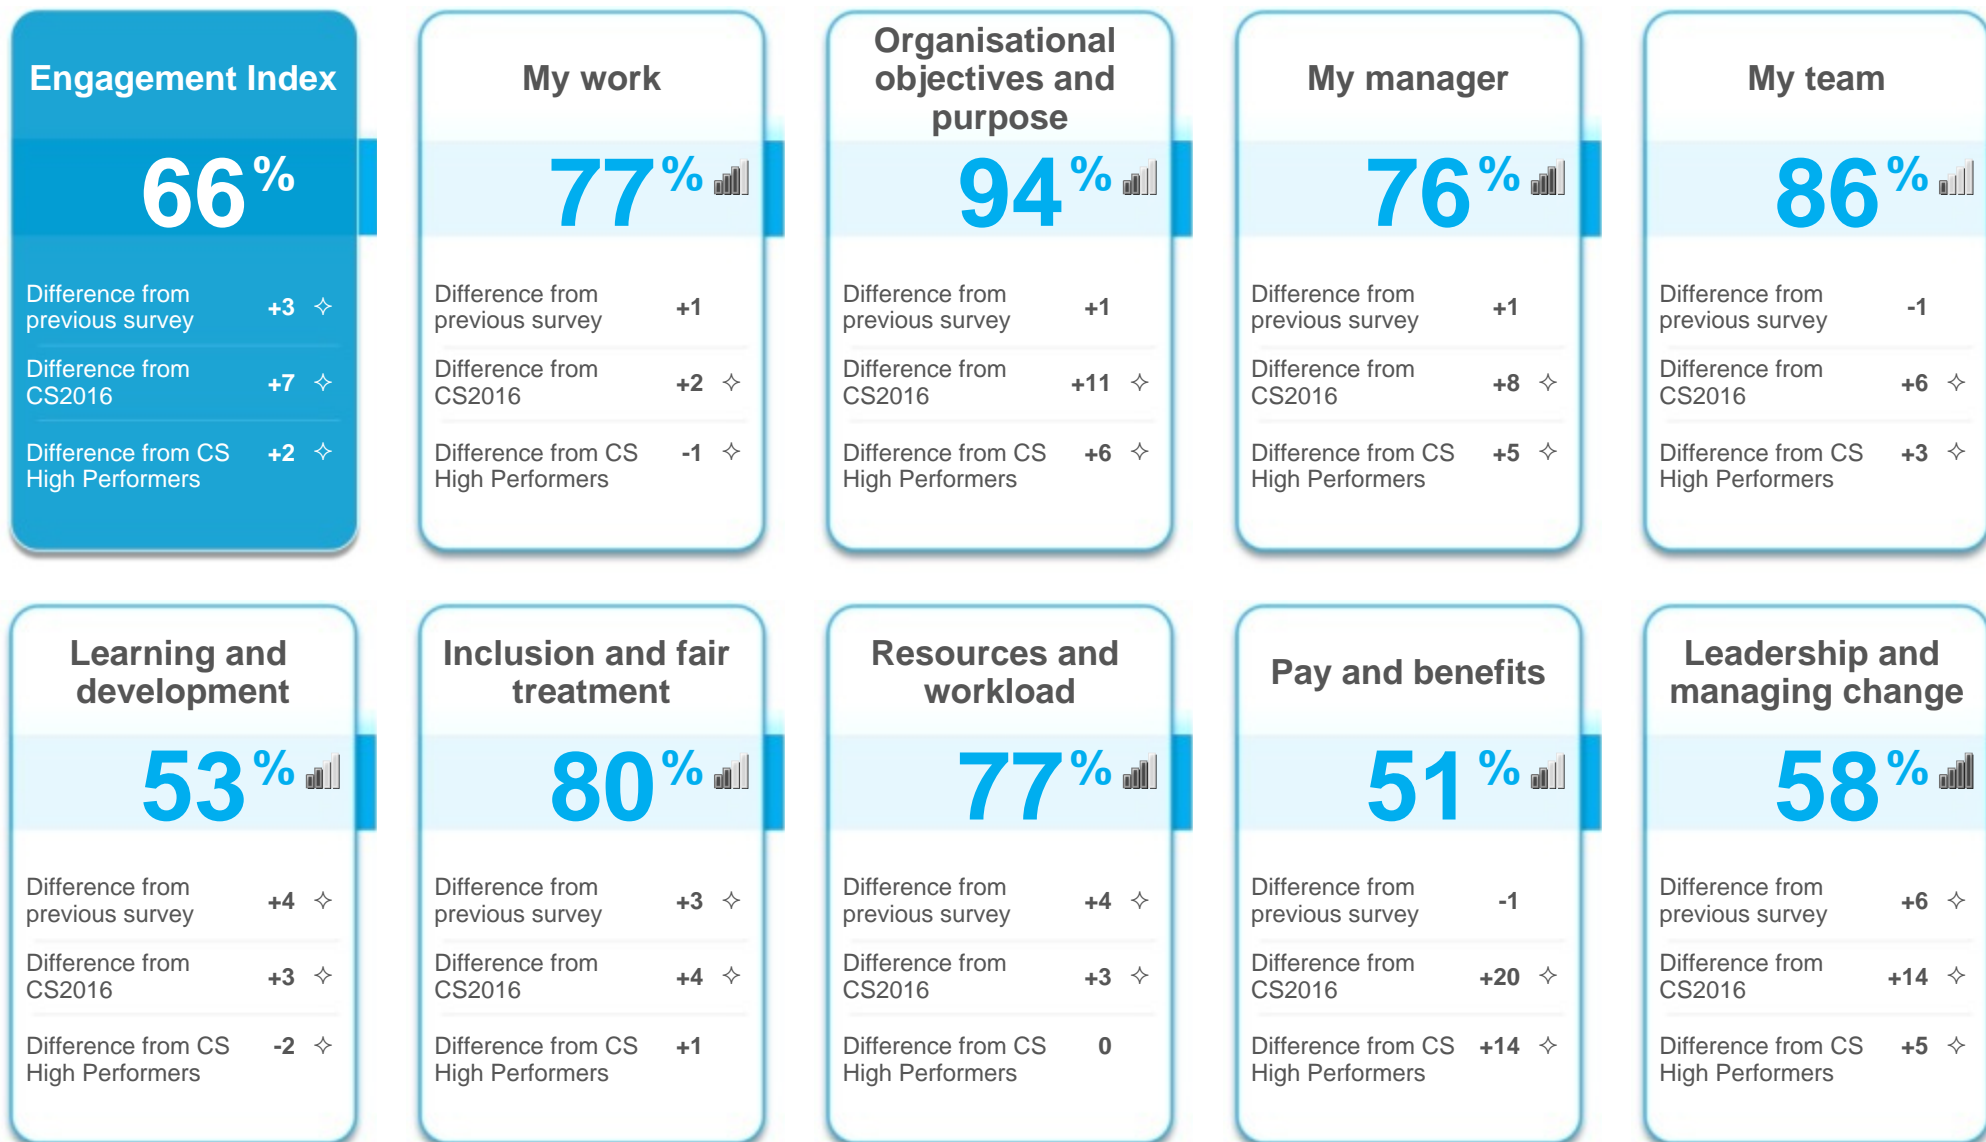 Engagement Index
66%
Difference from
previous survey +3 ✧
Difference from
CS2016 +7 ✧
Difference from CS
High Performers +2 ✧
My work
77%
Difference from
previous survey +1
Difference from
CS2016 +2 ✧
Difference from CS
High Performers -1 ✧
Organisational
objectives and
purpose
94%
Difference from
previous survey +1
Difference from
CS2016 +11 ✧
Difference from CS
High Performers +6 ✧
My manager
76%
Difference from
previous survey +1
Difference from
CS2016 +8 ✧
Difference from CS
High Performers +5 ✧
My team
86%
Difference from
previous survey -1
Difference from
CS2016 +6 ✧
Difference from CS
High Performers +3 ✧
Learning and
development
53%
Difference from
previous survey +4 ✧
Difference from
CS2016 +3 ✧
Difference from CS
High Performers -2 ✧
Inclusion and fair
treatment
80%
Difference from
previous survey +3 ✧
Difference from
CS2016 +4 ✧
Difference from CS
High Performers +1
Resources and
workload
77%
Difference from
previous survey +4 ✧
Difference from
CS2016 +3 ✧
Difference from CS
High Performers 0
Pay and benefits
51%
Difference from
previous survey -1
Difference from
CS2016 +20 ✧
Difference from CS
High Performers +14 ✧
Leadership and
managing change
58%
Difference from
previous survey +6 ✧
Difference from
CS2016 +14 ✧
Difference from CS
High Performers +5 ✧